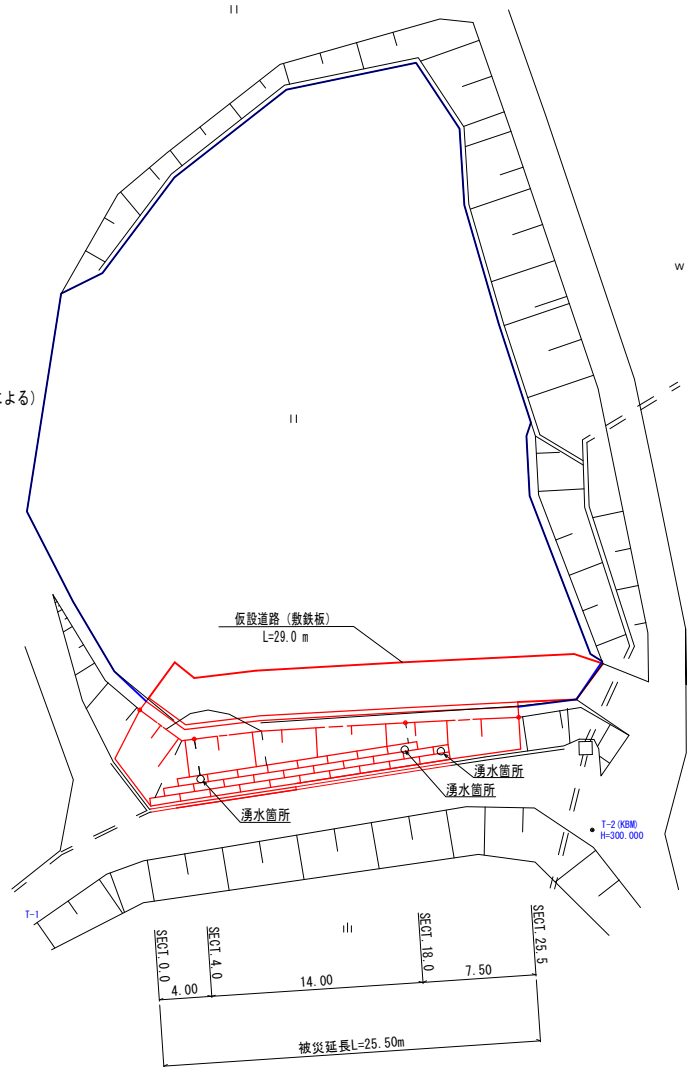 による)
仮設道路（敷鉄板）
L=29.0 m
湧水箇所
湧水箇所
湧水箇所
T-2(KBM)
H=300.000
T-1
SECT.0.0
SECT.4.0
SECT.18.0
SECT.25.5
4.00
14.00
7.50
被災延長L=25.50m